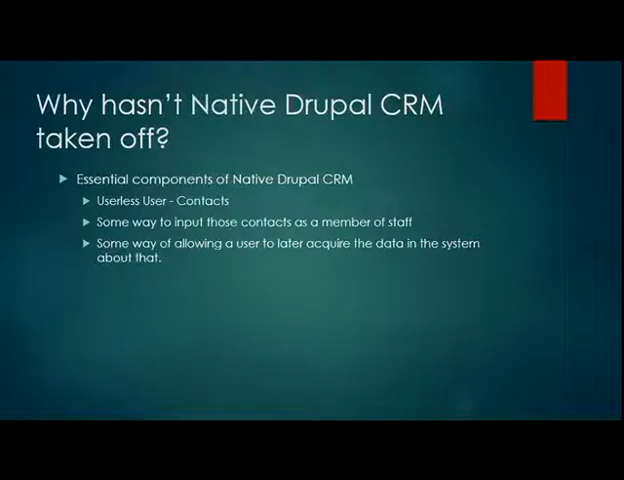 Why hasn't Native Drupal CRM
taken off?
Essential components of Native Drupal CRM
Userless User - Contacts
Some way to input those contacts as a member of staff
Some way of allowing a user to later acquire the data in the system
about that.